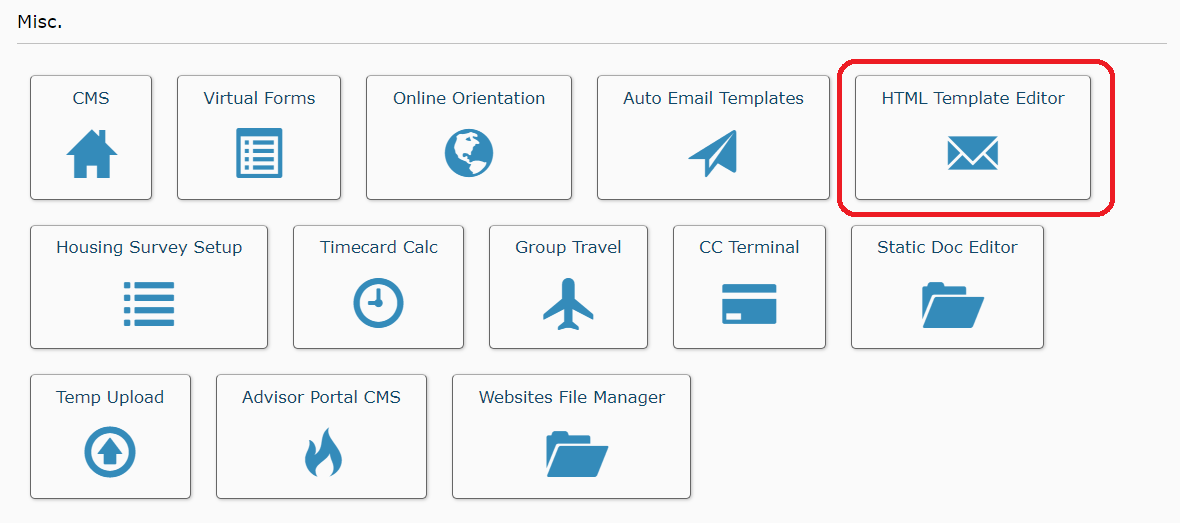 Misc.
CMS
Virtual Forms
Online Orientation
Auto Email Templates
HTML Template Editor
Housing Survey Setup
Timecard Calc
Group Travel
CC Terminal
Static Doc Editor
Temp Upload
Advisor Portal CMS
Websites File Manager